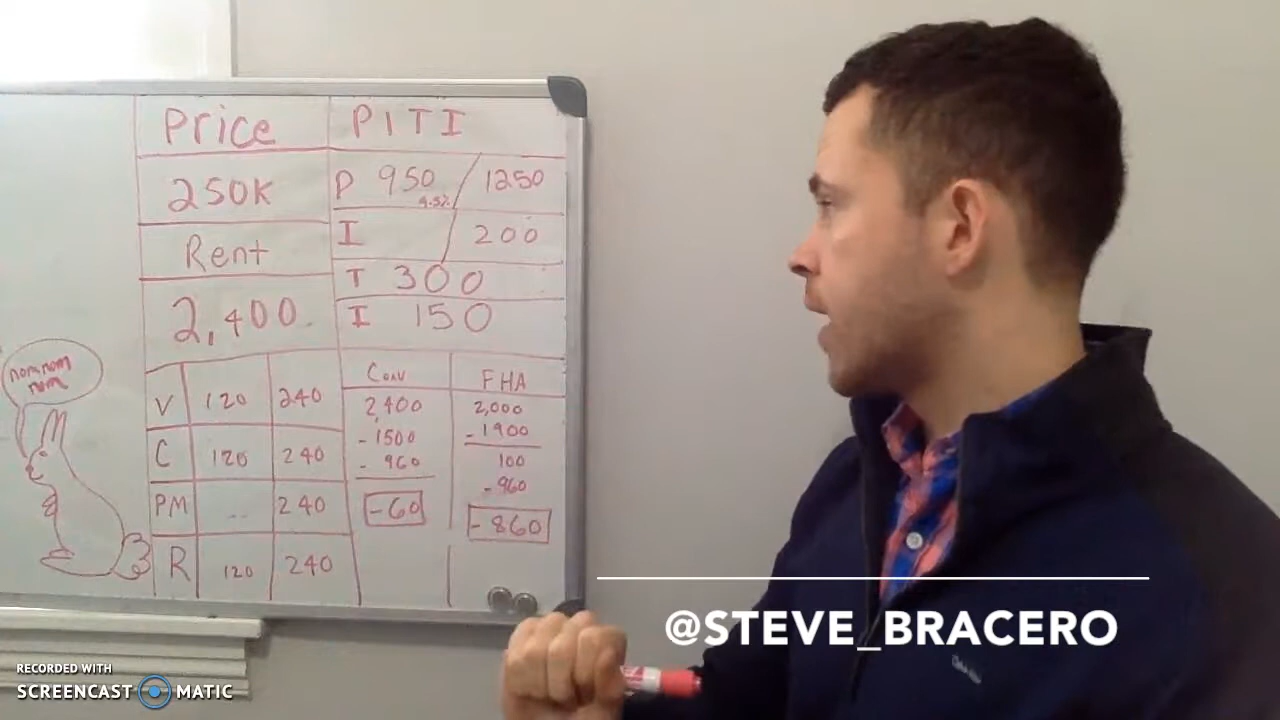 Price
250K
Rent
2,400
PITI
P 950 / 1250
4.5%
I 200
T 300
I 150
V 120 240
C 120 240
PM -- 240
R 120 240
Conv
2,400
- 1500
- 960
-60
FHA
2,000
- 1900
100
- 960
- 860
nom nom
nom
@STEVE_BRACERO
RECORDED WITH
SCREENCAST MATIC